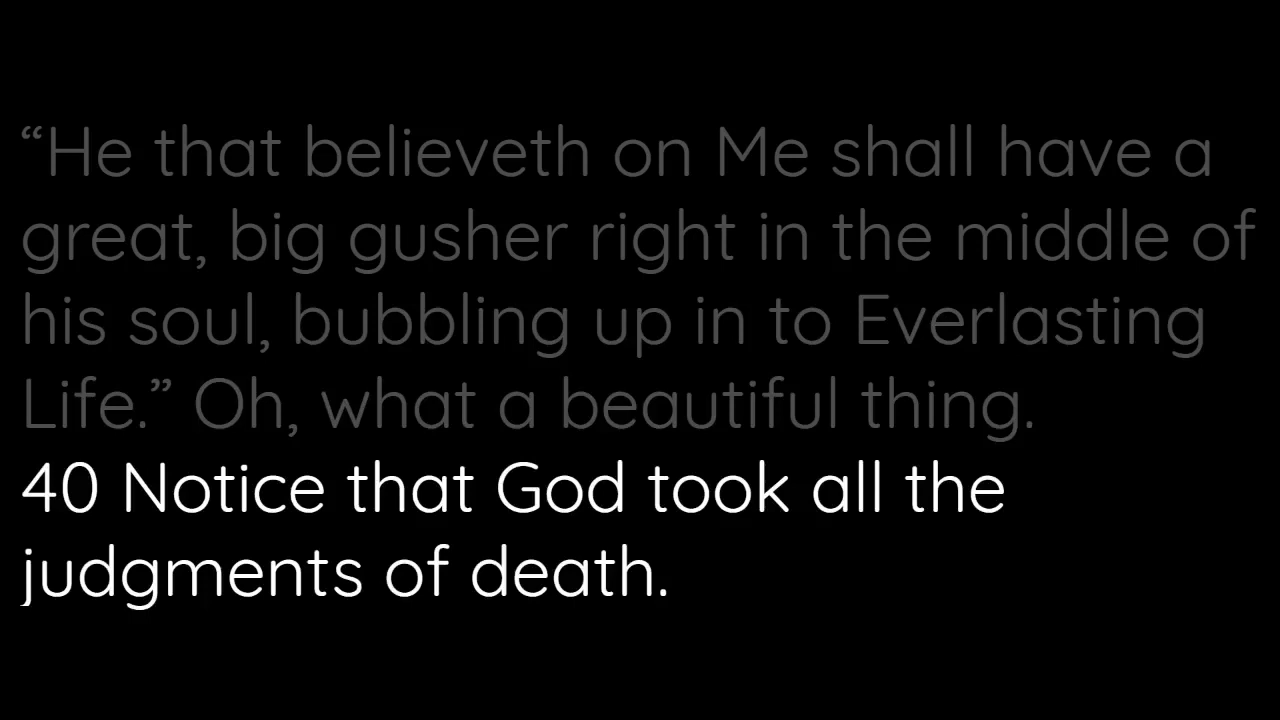 “He that believeth on Me shall have a
great, big gusher right in the middle of
his soul, bubbling up in to Everlasting
Life.” Oh, what a beautiful thing.
40 Notice that God took all the
judgments of death.